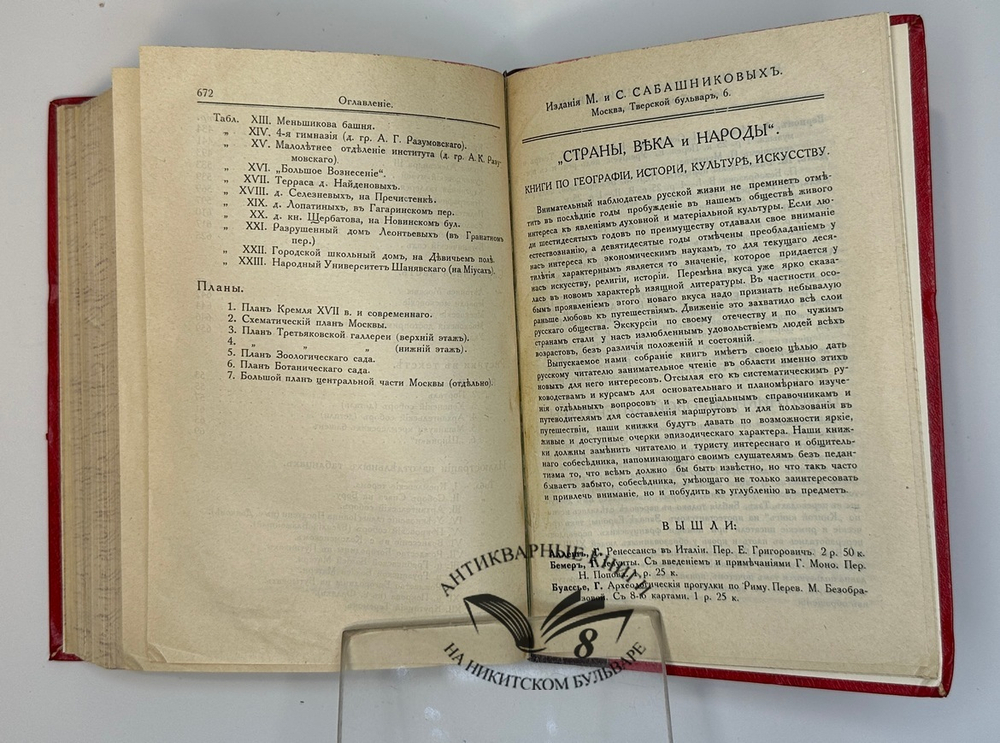 672
Оглавленіе.
Табл. XIII. Меньшикова башня.
„ XIV. 4-я гимназія (д. гр. А. Г. Разумовскаго).
„ XV. Малолетнее отдѣленіе института (д. гр. А.К. Разу-
мовскаго).
„ XVI. „Большое Вознесеніе“.
„ XVII. Терраса д. Найденовыхъ.
„ XVIII. д. Селезневыхъ, на Пречистенкѣ.
„ XIX. д. Лопатиныхъ, въ Гагаринскомъ пер.
„ XX. д. кн. Щербатова, на Новинскомъ бул.
„ XXI. Разрушенный домъ Леонтьевыхъ (въ Гранатномъ
пер.)
„ XXII. Городской школьный домъ, на Дѣвичьемъ полѣ.
„ XXIII. Народный Университетъ Шанявскаго (на Міусахъ).
Планы.
1. Планъ Кремля XVII в. и современнаго.
2. Схематическій планъ Москвы.
3. Планъ Третьяковской галлереи (верхній этажъ).
4. „ „ „ (нижній этажъ).
5. Планъ Зоологическаго сада.
6. Планъ Ботаническаго сада.
7. Большой планъ центральной части Москвы (отдѣльно).
Изданія М. и С. САБАШНИКОВЫХЪ.
Москва, Тверской бульваръ, 6.
„СТРАНЫ, ВѢКА и НАРОДЫ“.
КНИГИ ПО ГЕОГРАФІИ, ИСТОРІИ, КУЛЬТУРѢ, ИСКУССТВУ.
Внимательный наблюдатель русской жизни не преминетъ отмѣ-
тить въ послѣдніе годы пробужденіе въ нашемъ обществѣ живого
интереса къ явленіямъ духовной и матеріальной культуры. Если лю-
ди шестидесятыхъ годовъ по преимуществу отдавали свое вниманіе
естествознанію, а девятидесятые годы отмѣчены преобладаніемъ у
насъ интереса къ экономическимъ наукамъ, то для текущаго деся-
тилѣтія характернымъ является то значеніе, которое придается у
насъ искусству, религіи, исторіи. Перемѣна вкуса уже ярко сказа-
лась въ новомъ характерѣ изящной литературы. Въ частности осо-
бымъ проявленіемъ этого новаго вкуса надо признать небывалую
раньше любовь къ путешествіямъ. Движеніе это захватило всѣ слои
русскаго общества. Экскурсіи по своему отечеству и по чужимъ
странамъ стали у насъ излюбленнымъ удовольствіемъ людей всѣхъ
возрастовъ, безъ различія положеній и состояній.
Выпускаемое нами собраніе книгъ имѣетъ своею цѣлью дать
русскому читателю занимательное чтеніе въ области именно этихъ
новыхъ для него интересовъ. Отсылая его къ систематическимъ ру-
ководствамъ и курсамъ для основательнаго и планомѣрнаго изуче-
нія отдѣльныхъ вопросовъ и къ спеціальнымъ справочникамъ и
путеводителямъ для составленія маршрутовъ и для пользованія въ
путешествіи, наши книжки будутъ давать по возможности яркіе,
живые и доступные очерки эпизодическаго характера. Наши книж-
ки должны замѣнить читателю и туристу интереснаго и общитель-
наго собесѣдника, напоминающаго своимъ слушателямъ безъ педан-
тизма то, что всѣмъ должно бы быть извѣстно, но что такъ часто
бываетъ забыто, собесѣдника, умѣющаго не только заинтересовать
и привлечь вниманіе, но и побудить къ углубленію въ предметъ.
ВЫШЛИ:
Г. Ренессансъ въ Италіи. Пер. Е. Григоровичъ. 2 р. 50 к.
Бемеръ, Г. Іезуиты. Съ введеніемъ и примѣчаніями Г. Моно. Пер.
Н. Попова. р. 25 к.
Буассье, Г. Археологическія прогулки по Риму. Перев. М. Безобра-
зовой. Съ 8-ю картами. 1 р. 25 к.
АНТИКВАРНЫЕ КНИГИ
8
НА НИКИТСКОМ БУЛЬВАРЕ